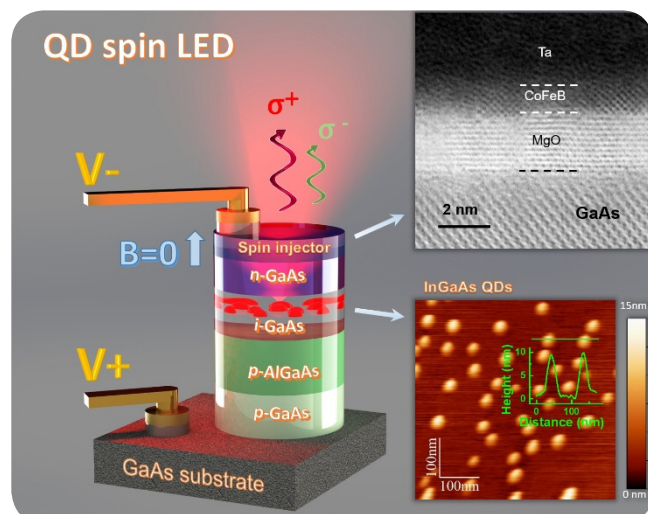 QD spin LED
σ⁺
σ⁻
V-
B=0
Spin injector
n-GaAs
i-GaAs
p-AlGaAs
p-GaAs
V+
GaAs substrate
Ta
CoFeB
MgO
2 nm
GaAs
InGaAs QDs
15nm
0 nm
Height (nm)
10
5
0
0
100
Distance (nm)
100nm
100nm